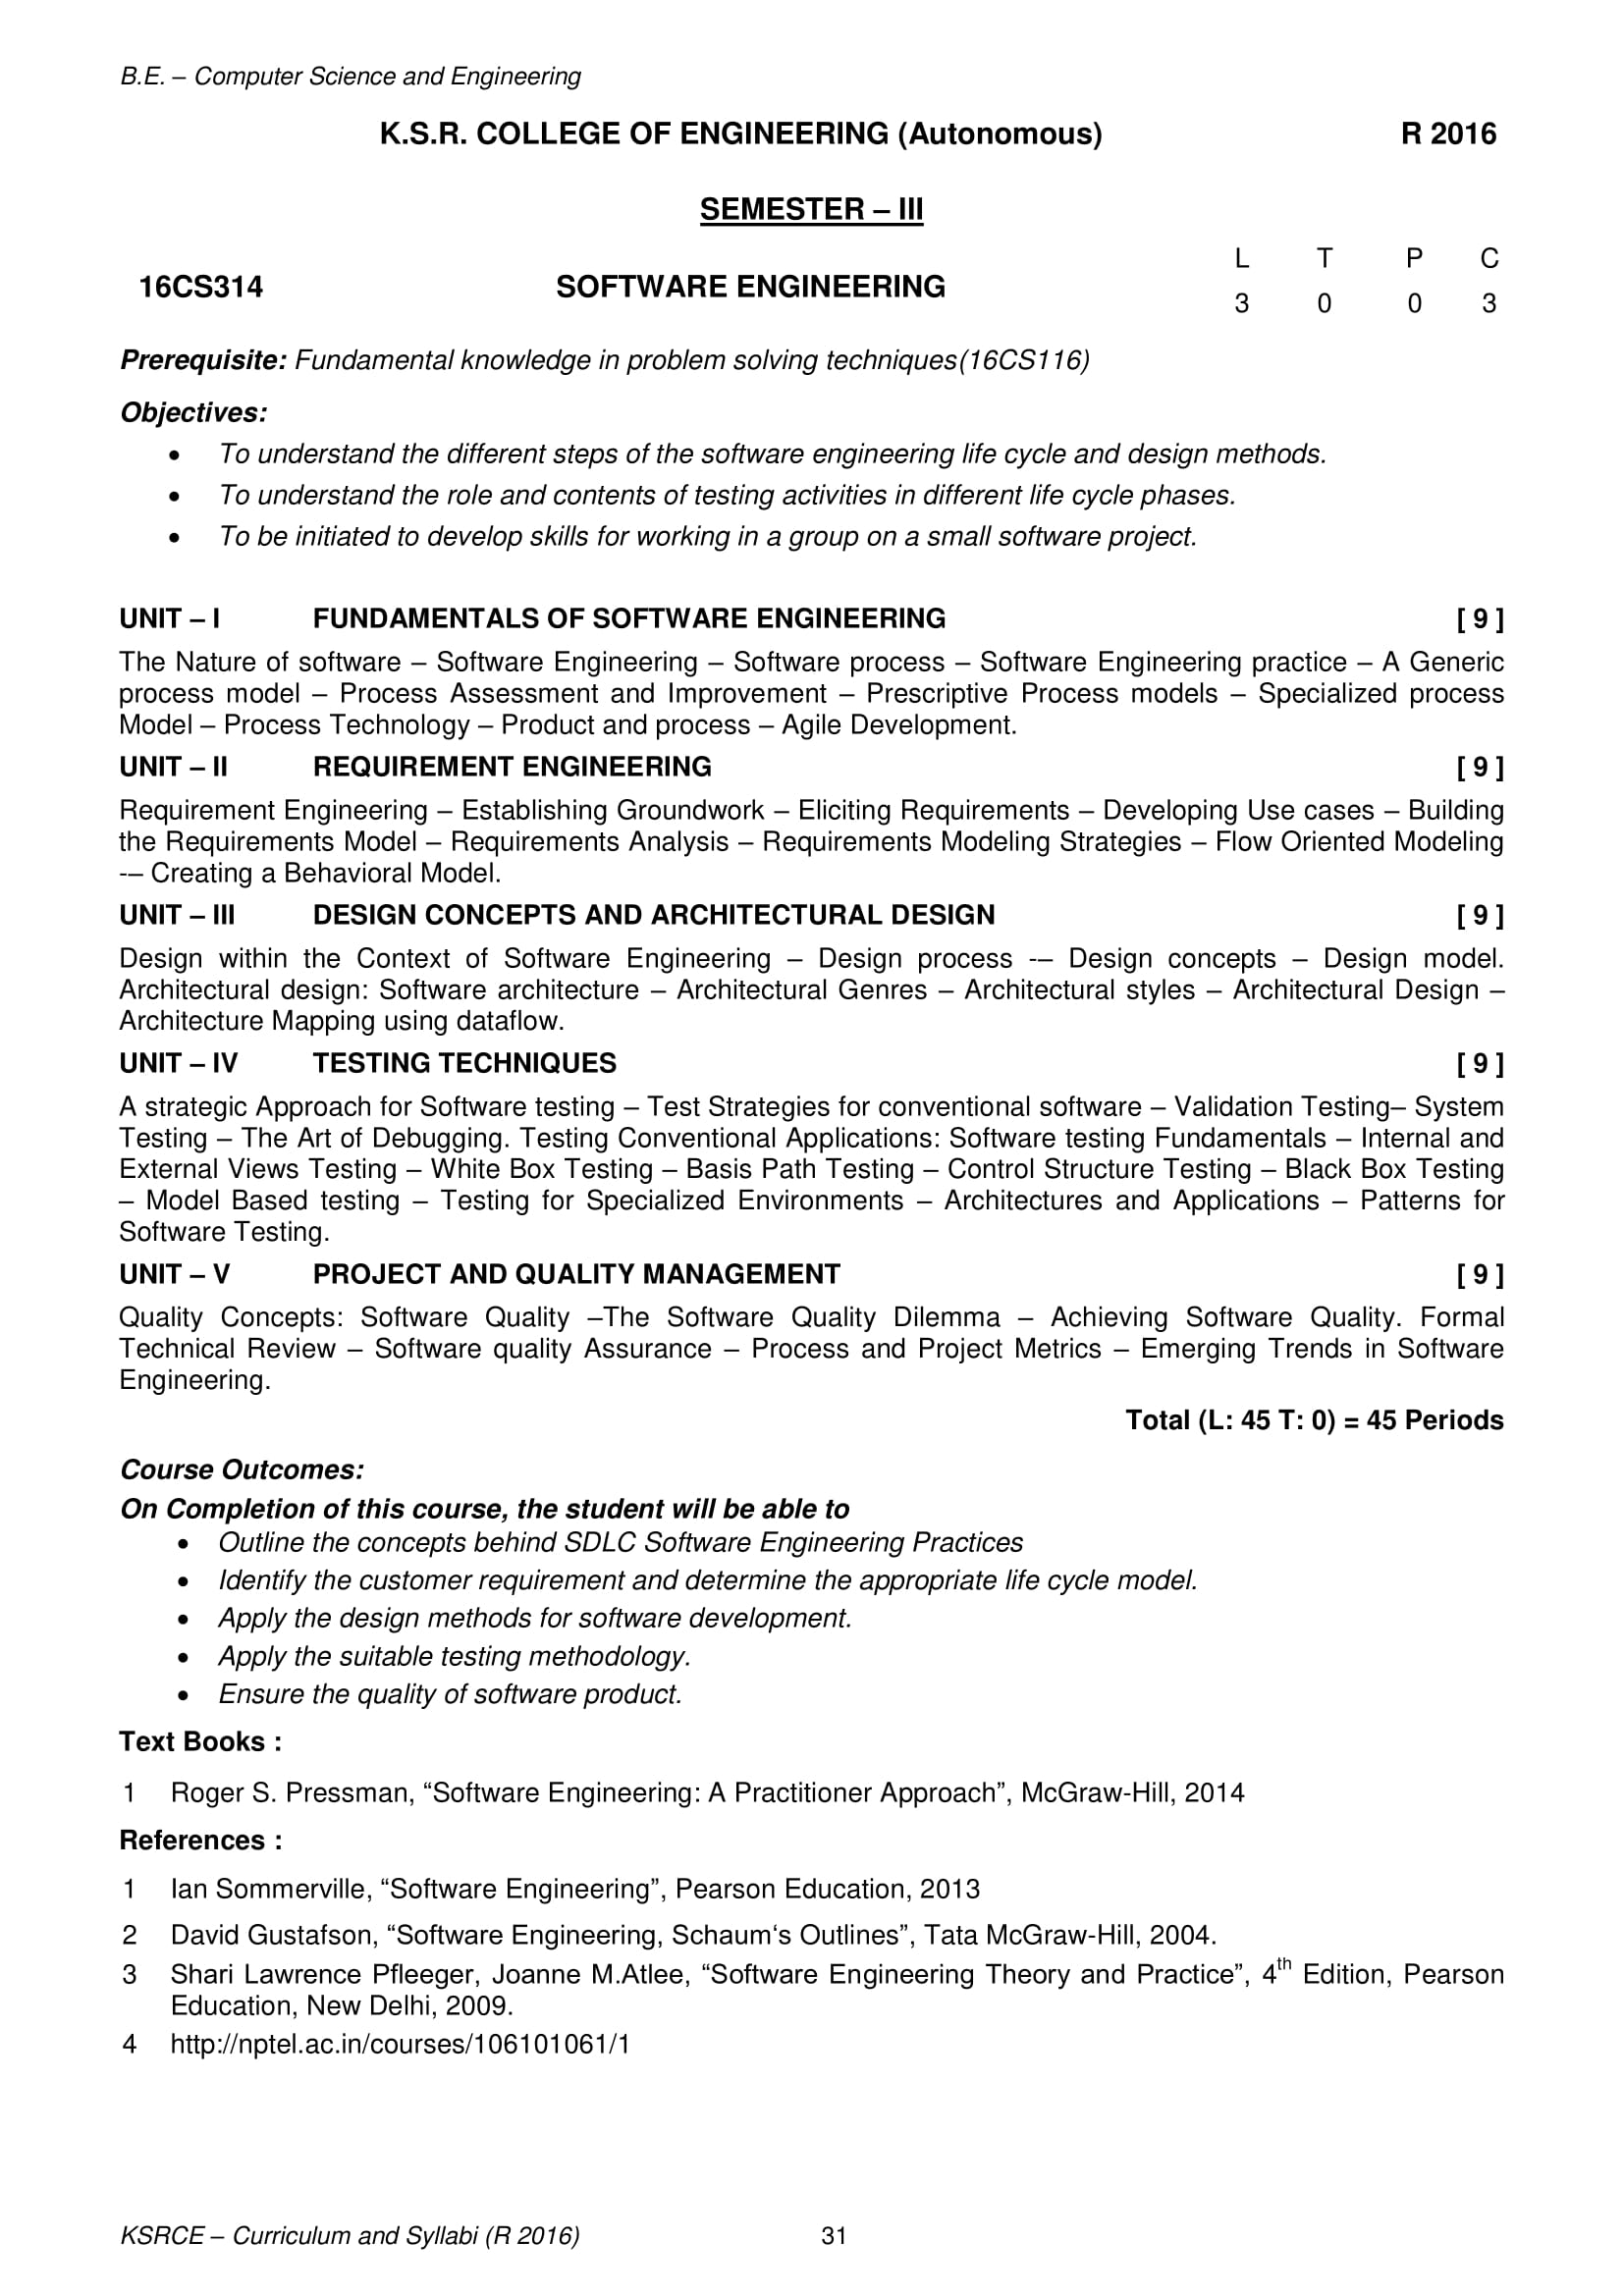 B.E. – Computer Science and Engineering
K.S.R. COLLEGE OF ENGINEERING (Autonomous) R 2016
SEMESTER – III
L T P C
16CS314 SOFTWARE ENGINEERING
3 0 0 3
Prerequisite: Fundamental knowledge in problem solving techniques(16CS116)
Objectives:
• To understand the different steps of the software engineering life cycle and design methods.
• To understand the role and contents of testing activities in different life cycle phases.
• To be initiated to develop skills for working in a group on a small software project.
UNIT – I FUNDAMENTALS OF SOFTWARE ENGINEERING [ 9 ]
The Nature of software – Software Engineering – Software process – Software Engineering practice – A Generic
process model – Process Assessment and Improvement – Prescriptive Process models – Specialized process
Model – Process Technology – Product and process – Agile Development.
UNIT – II REQUIREMENT ENGINEERING [ 9 ]
Requirement Engineering – Establishing Groundwork – Eliciting Requirements – Developing Use cases – Building
the Requirements Model – Requirements Analysis – Requirements Modeling Strategies – Flow Oriented Modeling
-– Creating a Behavioral Model.
UNIT – III DESIGN CONCEPTS AND ARCHITECTURAL DESIGN [ 9 ]
Design within the Context of Software Engineering – Design process -– Design concepts – Design model.
Architectural design: Software architecture – Architectural Genres – Architectural styles – Architectural Design –
Architecture Mapping using dataflow.
UNIT – IV TESTING TECHNIQUES [ 9 ]
A strategic Approach for Software testing – Test Strategies for conventional software – Validation Testing– System
Testing – The Art of Debugging. Testing Conventional Applications: Software testing Fundamentals – Internal and
External Views Testing – White Box Testing – Basis Path Testing – Control Structure Testing – Black Box Testing
– Model Based testing – Testing for Specialized Environments – Architectures and Applications – Patterns for
Software Testing.
UNIT – V PROJECT AND QUALITY MANAGEMENT [ 9 ]
Quality Concepts: Software Quality –The Software Quality Dilemma – Achieving Software Quality. Formal
Technical Review – Software quality Assurance – Process and Project Metrics – Emerging Trends in Software
Engineering.
Total (L: 45 T: 0) = 45 Periods
Course Outcomes:
On Completion of this course, the student will be able to
• Outline the concepts behind SDLC Software Engineering Practices
• Identify the customer requirement and determine the appropriate life cycle model.
• Apply the design methods for software development.
• Apply the suitable testing methodology.
• Ensure the quality of software product.
Text Books :
1 Roger S. Pressman, “Software Engineering: A Practitioner Approach”, McGraw-Hill, 2014
References :
1 Ian Sommerville, “Software Engineering”, Pearson Education, 2013
2 David Gustafson, “Software Engineering, Schaum‘s Outlines”, Tata McGraw-Hill, 2004.
3 Shari Lawrence Pfleeger, Joanne M.Atlee, “Software Engineering Theory and Practice”, 4th Edition, Pearson
Education, New Delhi, 2009.
4 http://nptel.ac.in/courses/106101061/1
KSRCE – Curriculum and Syllabi (R 2016) 31